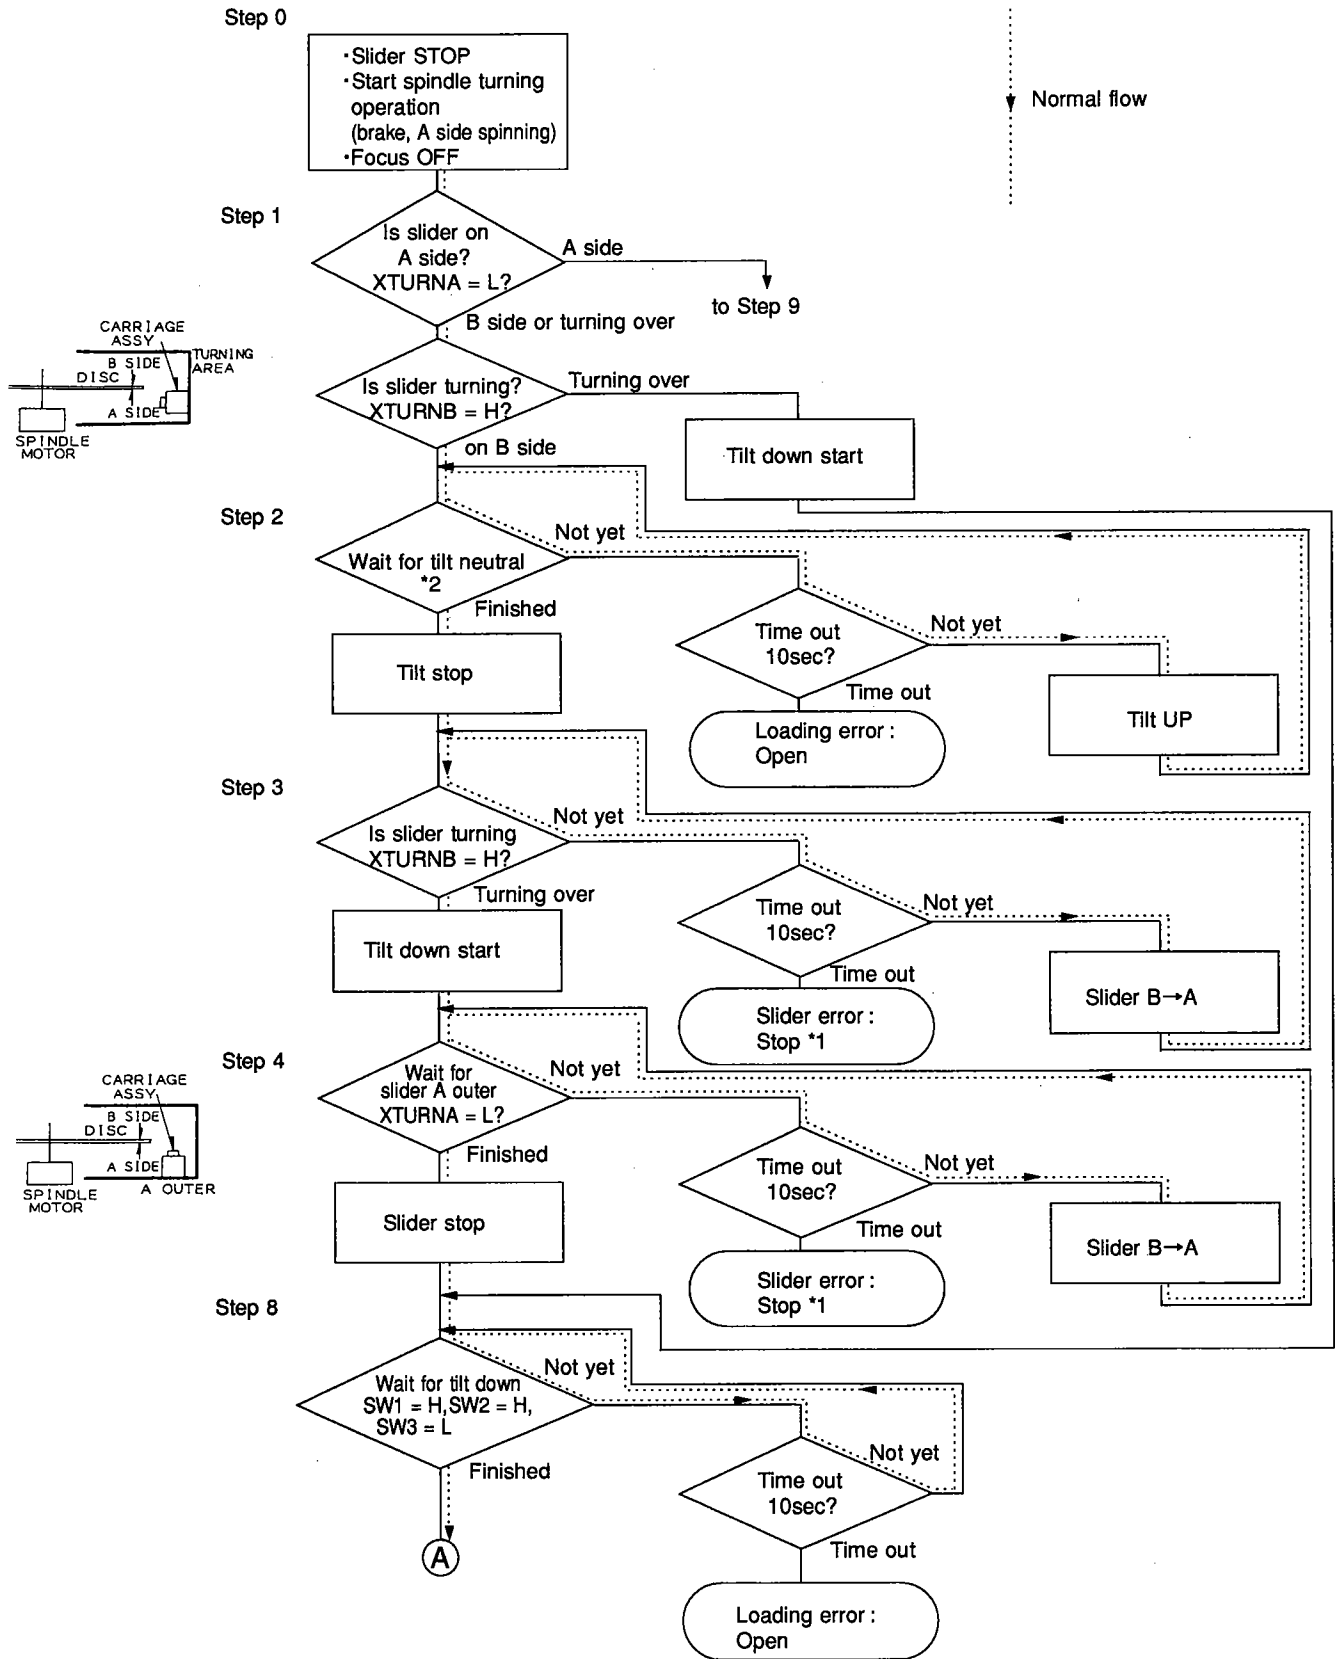 Step 0
·Slider STOP
·Start spindle turning
operation
(brake, A side spinning)
·Focus OFF
Normal flow
Step 1
Is slider on
A side?
XTURNA = L?
A side
to Step 9
B side or turning over
CARRIAGE
ASSY
TURNING
AREA
B SIDE
DISC
A SIDE
SPINDLE
MOTOR
Is slider turning?
XTURNB = H?
Turning over
on B side
Tilt down start
Step 2
Wait for tilt neutral
*2
Not yet
Finished
Time out
10sec?
Not yet
Time out
Tilt stop
Loading error :
Open
Tilt UP
Step 3
Is slider turning
XTURNB = H?
Not yet
Turning over
Time out
10sec?
Not yet
Time out
Tilt down start
Slider error :
Stop *1
Slider B→A
Step 4
CARRIAGE
ASSY
B SIDE
DISC
A SIDE
A OUTER
SPINDLE
MOTOR
Wait for
slider A outer
XTURNA = L?
Not yet
Finished
Time out
10sec?
Not yet
Time out
Slider stop
Slider error :
Stop *1
Slider B→A
Step 8
Wait for tilt down
SW1 = H, SW2 = H,
SW3 = L
Not yet
Finished
Time out
10sec?
Not yet
Time out
A
Loading error :
Open